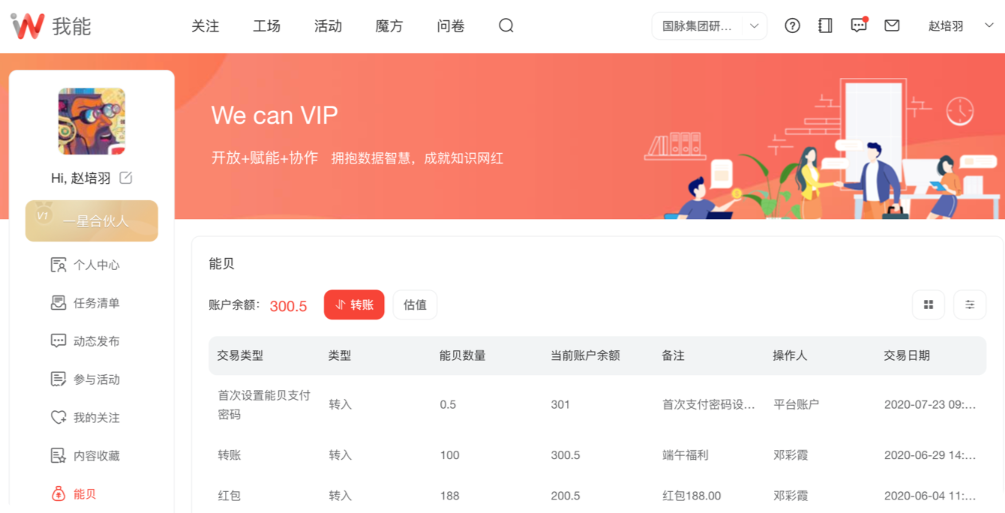 我能
关注 工场 活动 魔方 问卷
国脉集团研...
赵培羽
We can VIP
开放+赋能+协作 拥抱数据智慧，成就知识网红
Hi, 赵培羽
V1 一星合伙人
个人中心
任务清单
动态发布
参与活动
我的关注
内容收藏
能贝
能贝
账户余额： 300.5 转账 估值
交易类型 类型 能贝数量 当前账户余额 备注 操作人 交易日期
首次设置能贝支付密码 转入 0.5 301 首次支付密码设... 平台账户 2020-07-23 09:...
转账 转入 100 300.5 端午福利 邓彩霞 2020-06-29 14:...
红包 转入 188 200.5 红包188.00 邓彩霞 2020-06-04 11:...